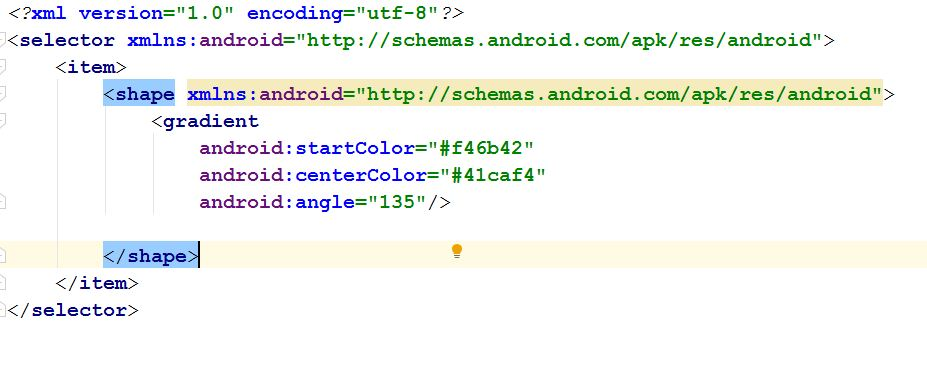 <?xml version="1.0" encoding="utf-8"?>
<selector xmlns:android="http://schemas.android.com/apk/res/android">
    <item>
        <shape xmlns:android="http://schemas.android.com/apk/res/android">
            <gradient
                android:startColor="#f46b42"
                android:centerColor="#41caf4"
                android:angle="135"/>
        </shape>
    </item>
</selector>